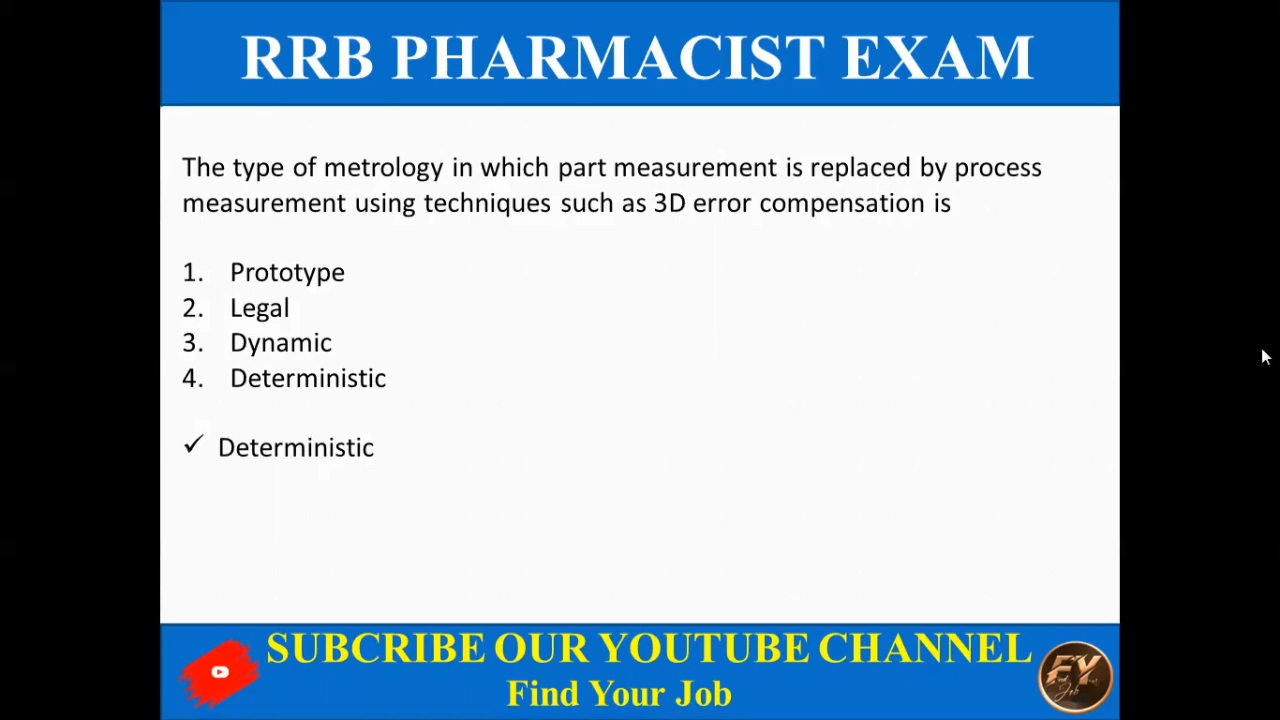 RRB PHARMACIST EXAM
The type of metrology in which part measurement is replaced by process
measurement using techniques such as 3D error compensation is
1. Prototype
2. Legal
3. Dynamic
4. Deterministic
✓ Deterministic
SUBCRIBE OUR YOUTUBE CHANNEL
Find Your Job
FY
Job